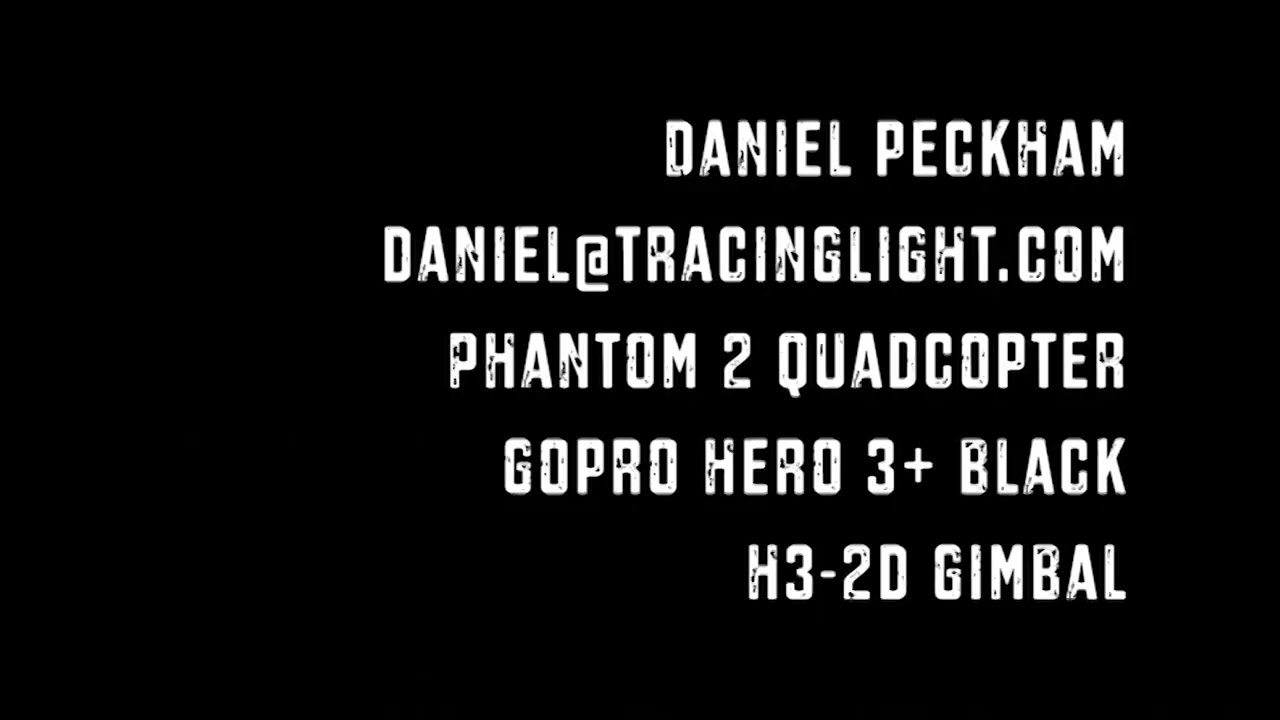 DANIEL PECKHAM
DANIEL@TRACINGLIGHT.COM
PHANTOM 2 QUADCOPTER
GOPRO HERO 3+ BLACK
H3-2D GIMBAL